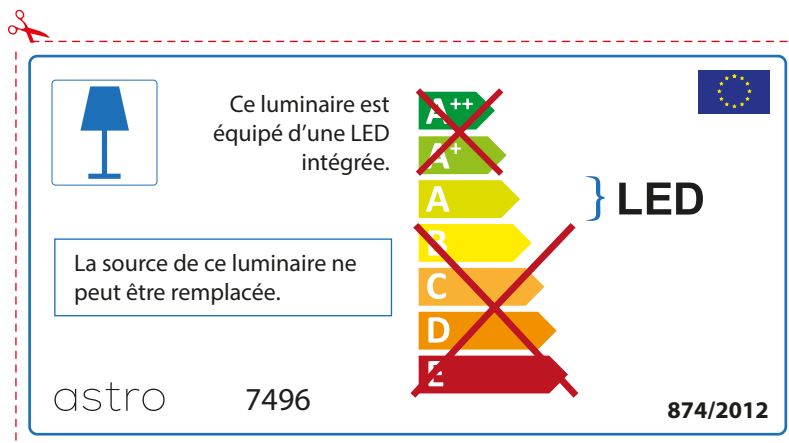 Ce luminaire est
équipé d’une LED
intégrée.
La source de ce luminaire ne
peut être remplacée.
A++
A+
A
B
C
D
E
LED
astro
7496
874/2012